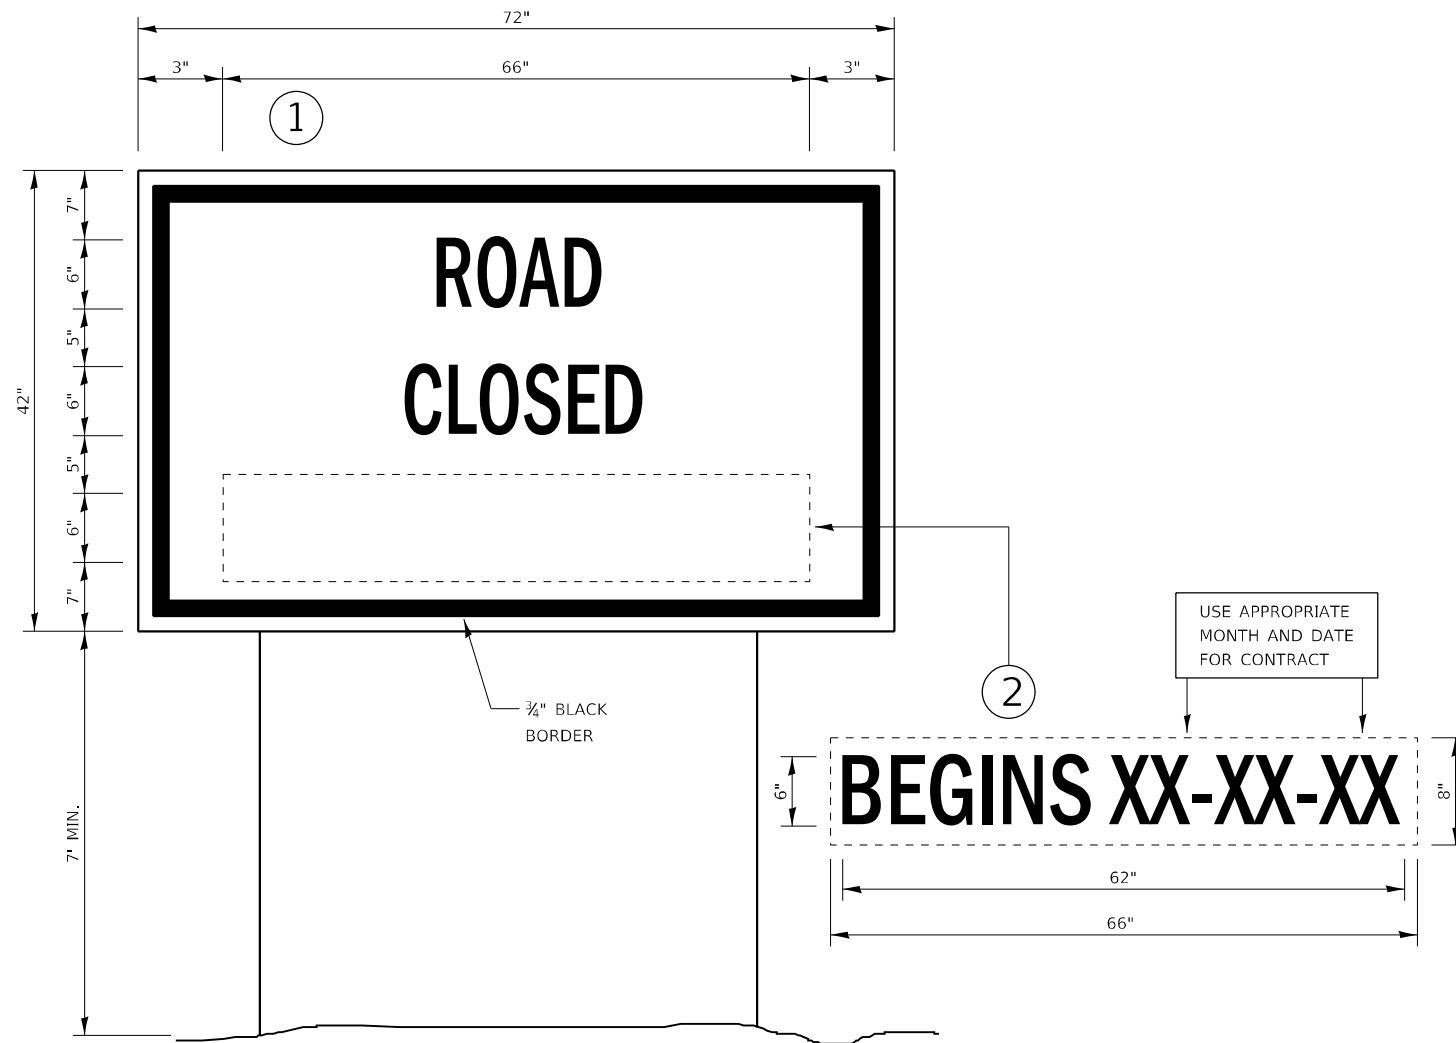 72"
3" 66" 3"
1
7"
6"
5"
6"
5"
6"
7"
42"
ROAD
CLOSED
7' MIN.
¾" BLACK
BORDER
2
USE APPROPRIATE
MONTH AND DATE
FOR CONTRACT
6"
BEGINS XX-XX-XX
8"
62"
66"